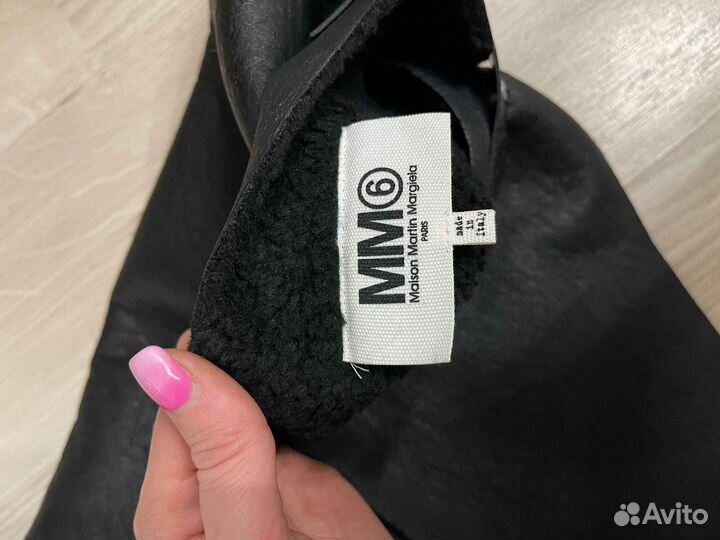 MM⑥
Maison Martin Margiela
PARIS
made
in
Italy
Avito